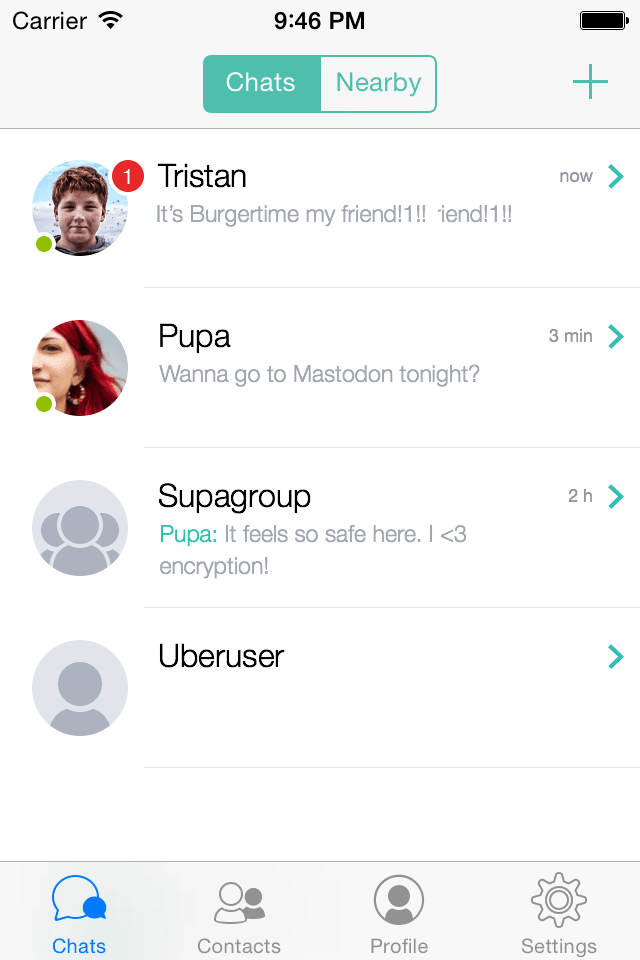 Carrier 9:46 PM
Chats Nearby
1 Tristan now
It's Burgertime my friend!1!! riend!1!!
Pupa 3 min
Wanna go to Mastodon tonight?
Supagroup 2 h
Pupa: It feels so safe here. I <3
encryption!
Uberuser
Chats Contacts Profile Settings